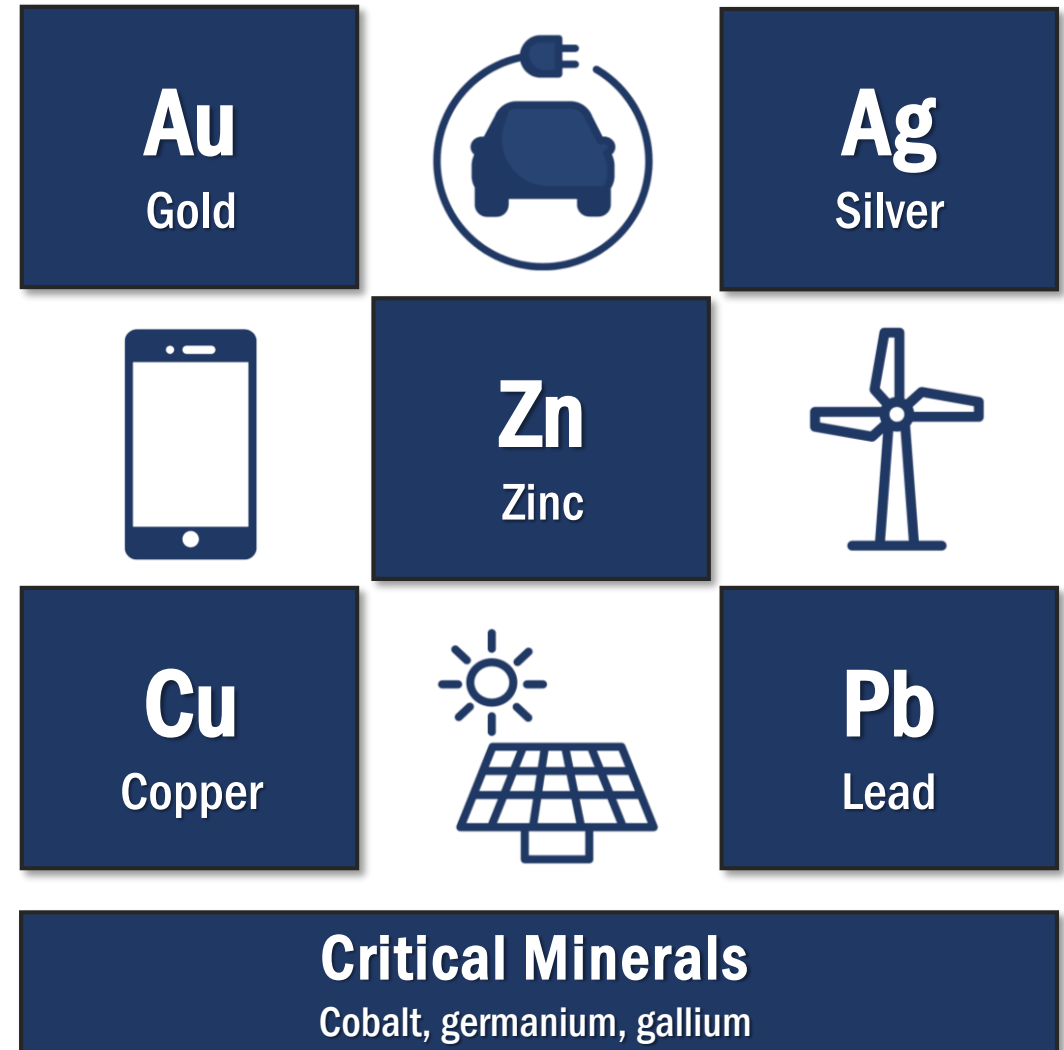 Au
Gold
Ag
Silver
Zn
Zinc
Cu
Copper
Pb
Lead
Critical Minerals
Cobalt, germanium, gallium